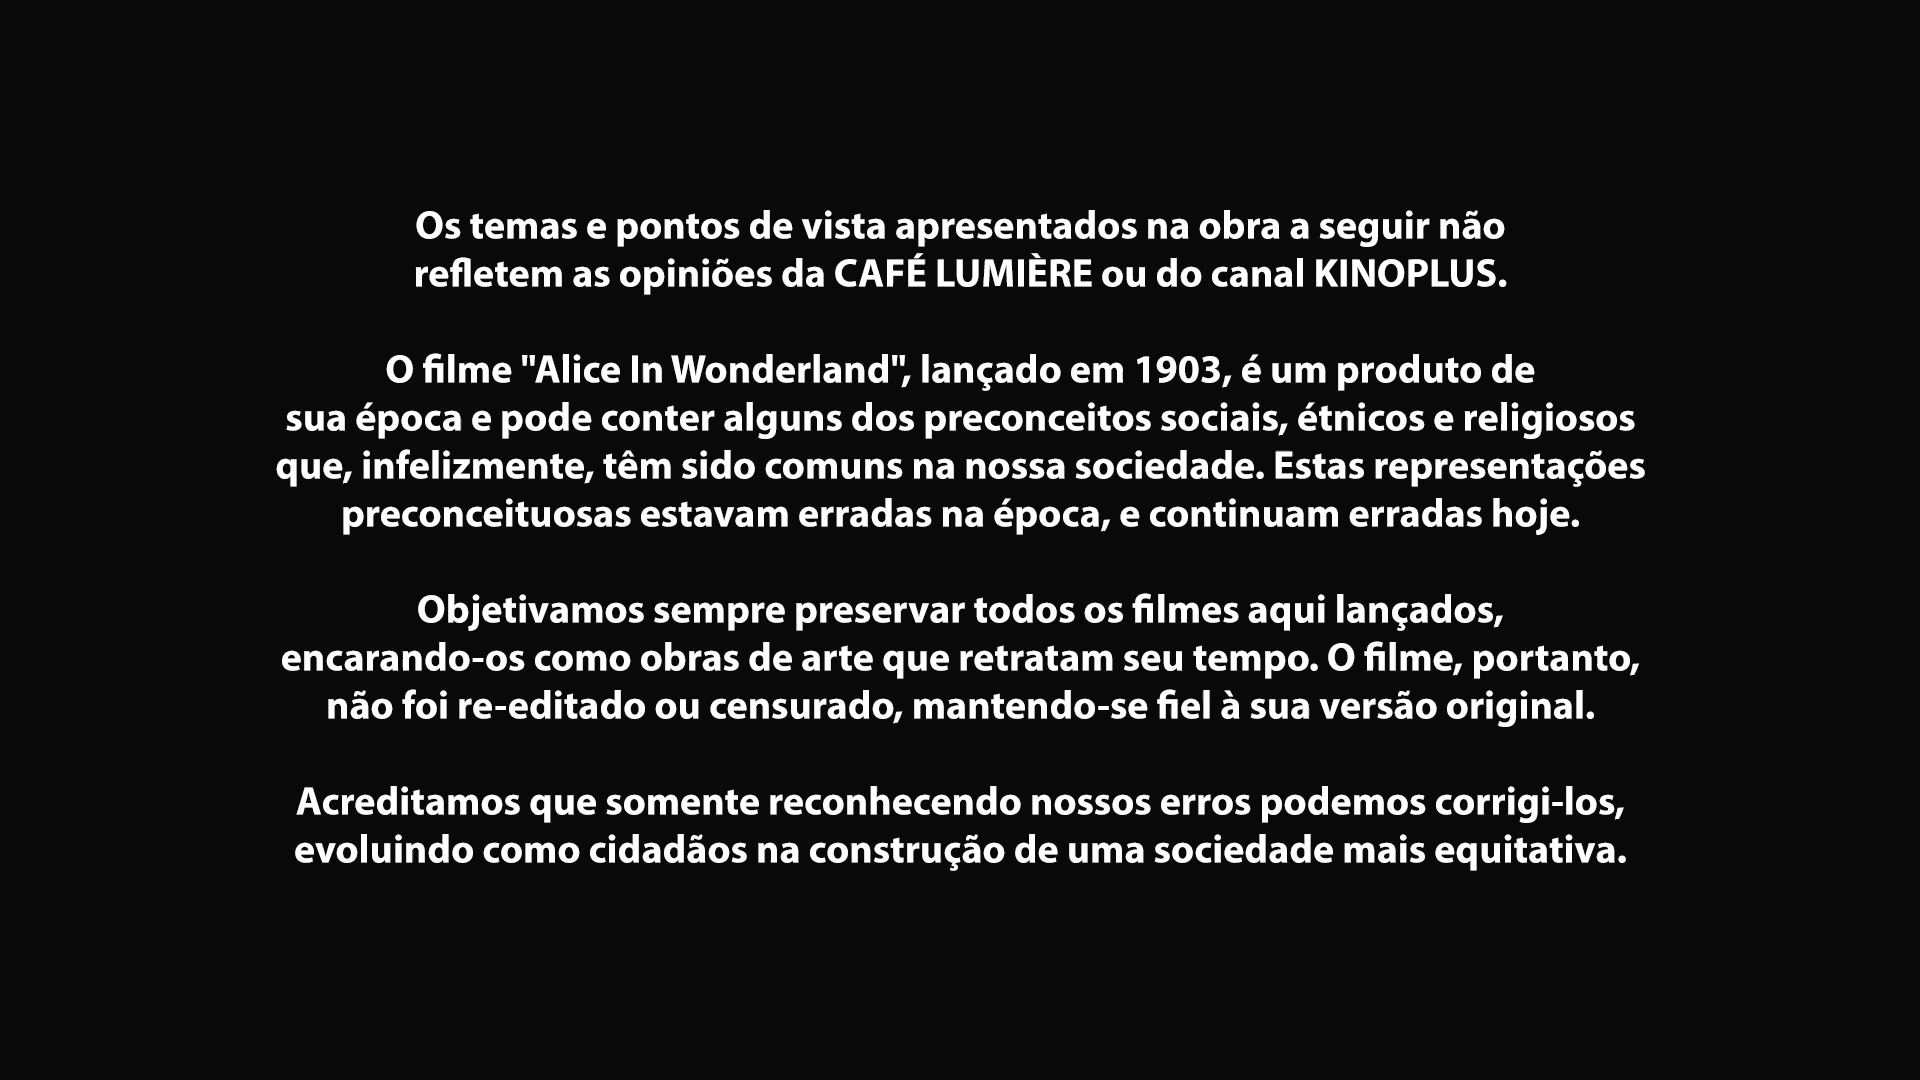 Os temas e pontos de vista apresentados na obra a seguir não
refletem as opiniões da CAFÉ LUMIÈRE ou do canal KINOPLUS.
O filme "Alice In Wonderland", lançado em 1903, é um produto de
sua época e pode conter alguns dos preconceitos sociais, étnicos e religiosos
que, infelizmente, têm sido comuns na nossa sociedade. Estas representações
preconceituosas estavam erradas na época, e continuam erradas hoje.
Objetivamos sempre preservar todos os filmes aqui lançados,
encarando-os como obras de arte que retratam seu tempo. O filme, portanto,
não foi re-editado ou censurado, mantendo-se fiel à sua versão original.
Acreditamos que somente reconhecendo nossos erros podemos corrigi-los,
evoluindo como cidadãos na construção de uma sociedade mais equitativa.